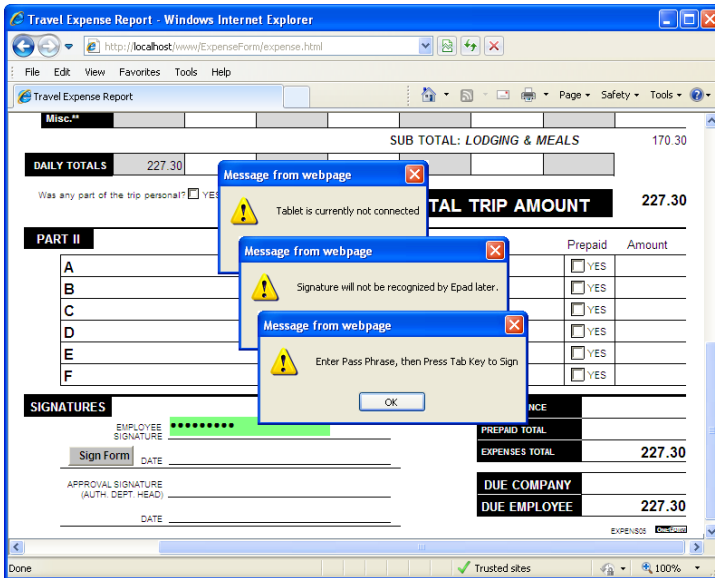 Travel Expense Report - Windows Internet Explorer
http://localhost/www/ExpenseForm/expense.html
File Edit View Favorites Tools Help
Travel Expense Report
Page Safety Tools
Misc.**
SUB TOTAL: LODGING & MEALS 170.30
DAILY TOTALS 227.30
Was any part of the trip personal? YES
TAL TRIP AMOUNT 227.30
Message from webpage
Tablet is currently not connected
PART II Prepaid Amount
Message from webpage
Signature will not be recognized by Epad later.
Message from webpage
Enter Pass Phrase, then Press Tab Key to Sign
OK
A YES
B YES
C YES
D YES
E YES
F YES
SIGNATURES NCE
EMPLOYEE SIGNATURE •••••••••
PREPAID TOTAL
Sign Form DATE
EXPENSES TOTAL 227.30
APPROVAL SIGNATURE
(AUTH. DEPT. HEAD)
DUE COMPANY
DUE EMPLOYEE 227.30
DATE
EXPENS05
Done Trusted sites 100%